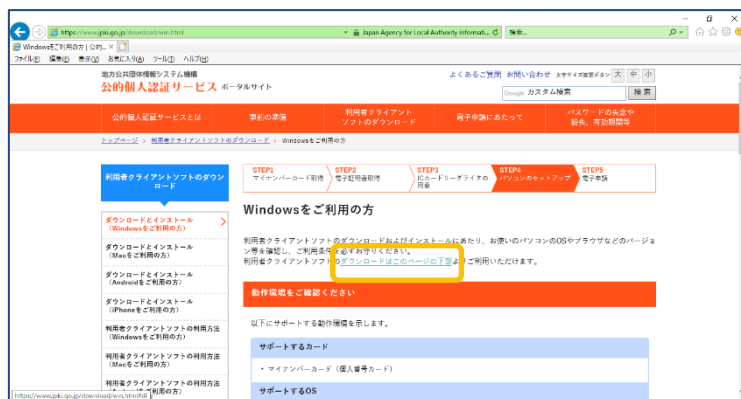 https://www.jpki.go.jp/download/win.html
Japan Agency for Local Authority Informati...
検索...
Windowsをご利用の方 | 公的...
ファイル(F) 編集(E) 表示(V) お気に入り(A) ツール(T) ヘルプ(H)
地方公共団体情報システム機構
公的個人認証サービス ポータルサイト
よくあるご質問 お問い合わせ 文字サイズ変更ボタン 大 中 小
Google カスタム検索 検索
公的個人認証サービスとは
事前の準備
利用者クライアント
ソフトのダウンロード
電子申請にあたって
パスワードの失念や
紛失、有効期間等
トップページ > 利用者クライアントソフトのダウンロード > Windowsをご利用の方
利用者クライアントソフトのダウン
ロード
ダウンロードとインストール
(Windowsをご利用の方)
ダウンロードとインストール
(Macをご利用の方)
ダウンロードとインストール
(Androidをご利用の方)
ダウンロードとインストール
(iPhoneをご利用の方)
利用者クライアントソフトの利用方法
(Windowsをご利用の方)
利用者クライアントソフトの利用方法
(Macをご利用の方)
利用者クライアントソフトの利用方法
STEP1
マイナンバーカード取得
STEP2
電子証明書取得
STEP3
ICカードリーダライタの
用意
STEP4
パソコンのセットアップ
STEP5
電子申請
Windowsをご利用の方
利用者クライアントソフトのダウンロードおよびインストールにあたり、お使いのパソコンのOSやブラウザなどのバージョ
ン等を確認し、ご利用条件を必ずお守りください。
利用者クライアントソフトのダウンロードはこのページの下部よりご利用いただけます。
動作環境をご確認ください
以下にサポートする動作環境を示します。
サポートするカード
・マイナンバーカード（個人番号カード）
サポートするOS
https://www.jpki.go.jp/download/win.html#dl